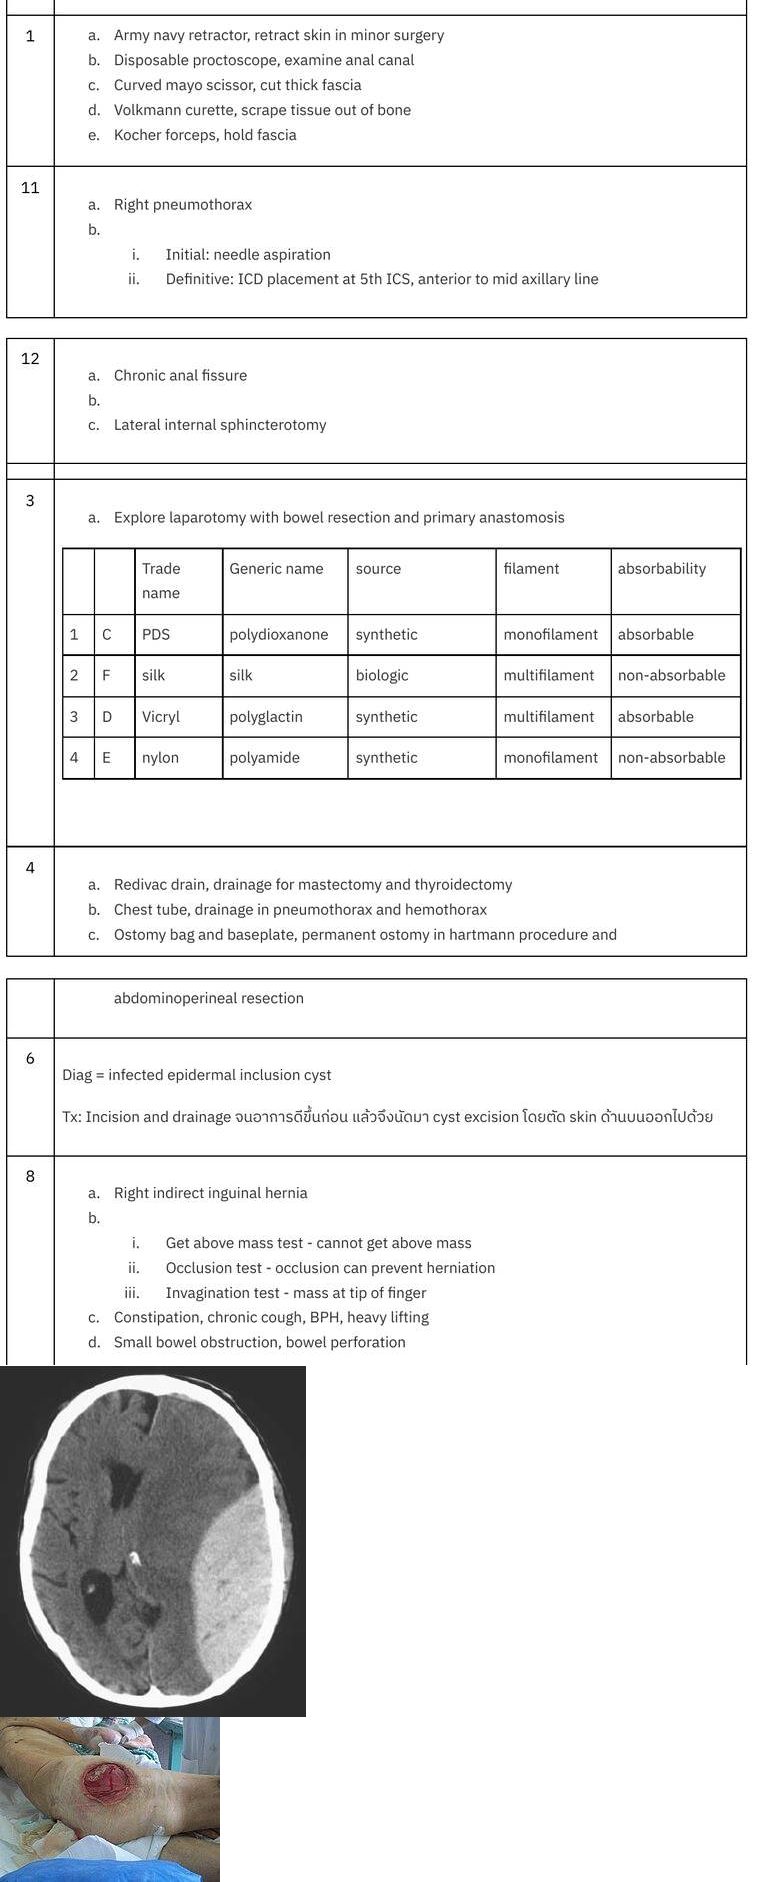 1
a. Army navy retractor, retract skin in minor surgery
b. Disposable proctoscope, examine anal canal
c. Curved mayo scissor, cut thick fascia
d. Volkmann curette, scrape tissue out of bone
e. Kocher forceps, hold fascia
11
a. Right pneumothorax
b.
i. Initial: needle aspiration
ii. Definitive: ICD placement at 5th ICS, anterior to mid axillary line
12
a. Chronic anal fissure
b.
c. Lateral internal sphincterotomy
3
a. Explore laparotomy with bowel resection and primary anastomosis
Trade name Generic name source filament absorbability
1 C PDS polydioxanone synthetic monofilament absorbable
2 F silk silk biologic multifilament non-absorbable
3 D Vicryl polyglactin synthetic multifilament absorbable
4 E nylon polyamide synthetic monofilament non-absorbable
4
a. Redivac drain, drainage for mastectomy and thyroidectomy
b. Chest tube, drainage in pneumothorax and hemothorax
c. Ostomy bag and baseplate, permanent ostomy in hartmann procedure and
abdominoperineal resection
6
Diag = infected epidermal inclusion cyst
Tx: Incision and drainage จนอาการดีขึ้นก่อน แล้วจึงนัดมา cyst excision โดยตัด skin ด้านบนออกไปด้วย
8
a. Right indirect inguinal hernia
b.
i. Get above mass test - cannot get above mass
ii. Occlusion test - occlusion can prevent herniation
iii. Invagination test - mass at tip of finger
c. Constipation, chronic cough, BPH, heavy lifting
d. Small bowel obstruction, bowel perforation